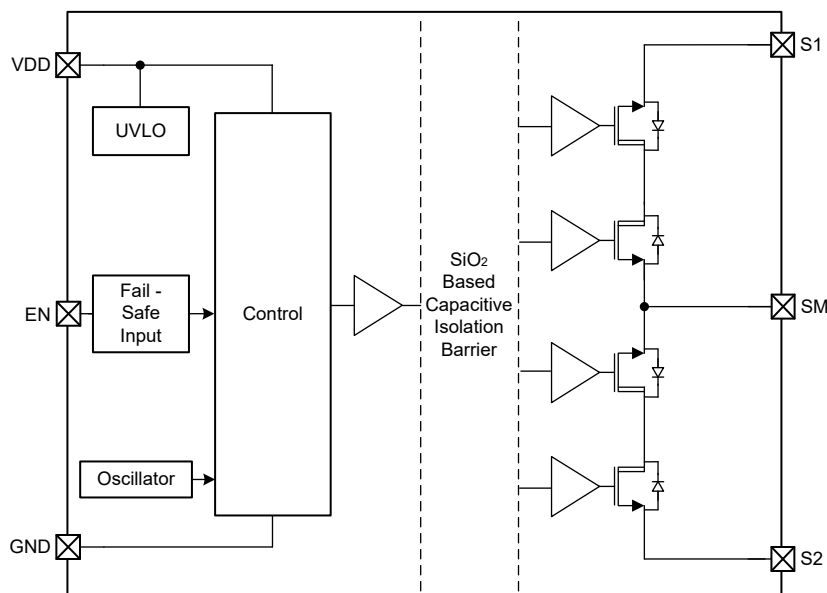 VDD
UVLO
EN
Fail -
Safe
Input
Control
Oscillator
GND
SiO₂
Based
Capacitive
Isolation
Barrier
S1
SM
S2